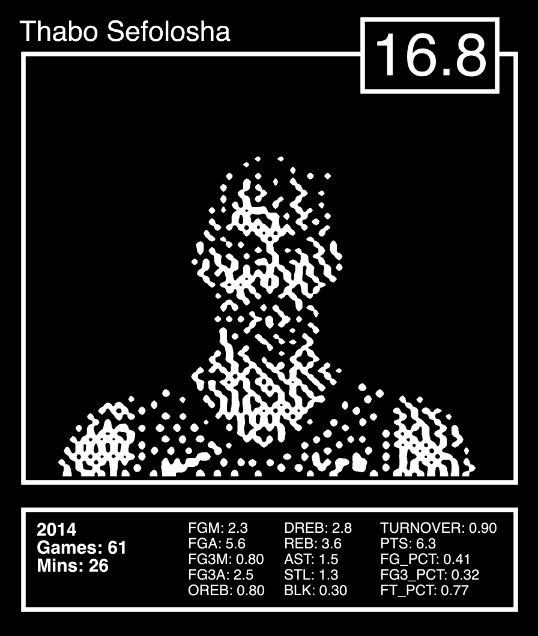 Thabo Sefolosha
16.8
2014
Games: 61
Mins: 26
FGM: 2.3
FGA: 5.6
FG3M: 0.80
FG3A: 2.5
OREB: 0.80
DREB: 2.8
REB: 3.6
AST: 1.5
STL: 1.3
BLK: 0.30
TURNOVER: 0.90
PTS: 6.3
FG_PCT: 0.41
FG3_PCT: 0.32
FT_PCT: 0.77